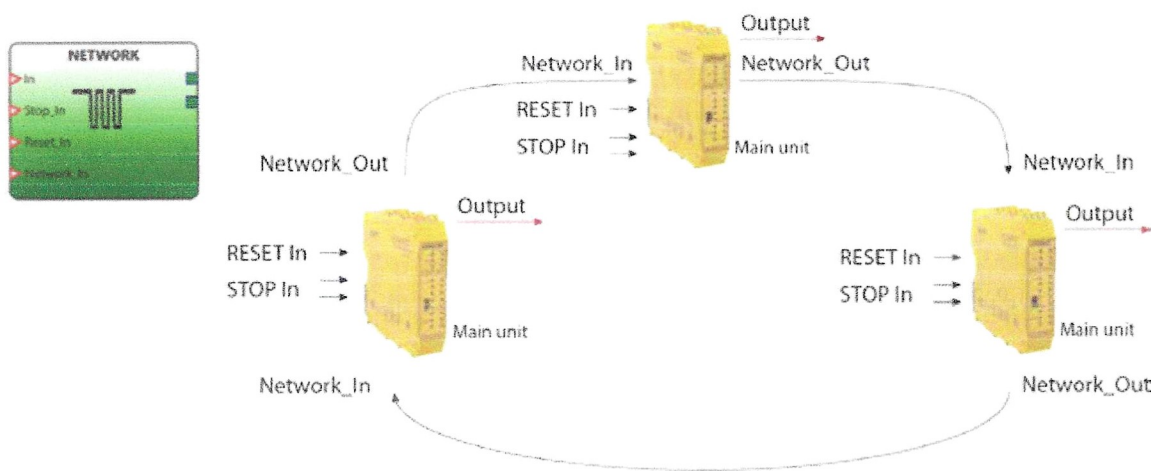 NETWORK
In
Stop_In
Reset_In
Network_In
Output
Network_In
Network_Out
RESET In
STOP In
Main unit
Network_Out
Network_In
Output
Output
RESET In
STOP In
Main unit
RESET In
STOP In
Main unit
Network_In
Network_Out